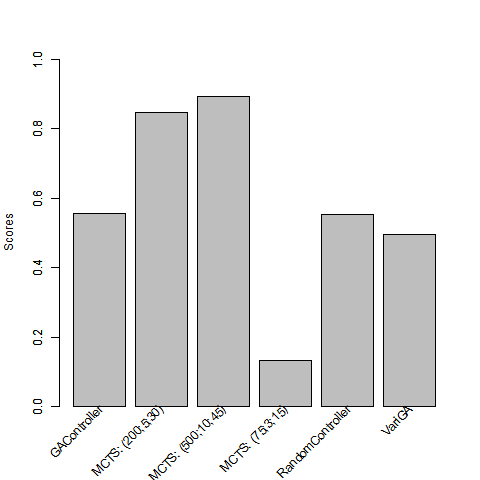 1.0
0.8
0.6
0.4
0.2
0.0
Scores
GAController
MCTS: (200;5;30)
MCTS: (500;10;45)
MCTS: (75;3;15)
RandomController
VariGA